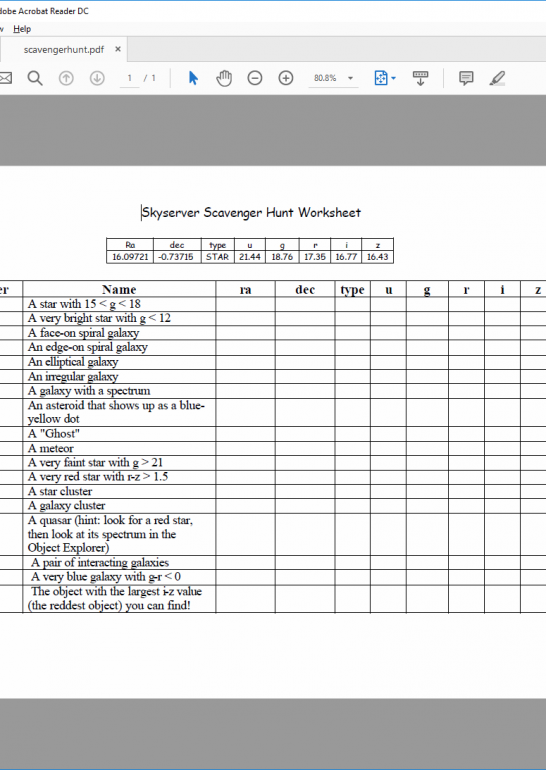 dobe Acrobat Reader DC
w Help
scavengerhunt.pdf ×
1 / 1 80.8%
Skyserver Scavenger Hunt Worksheet
Ra dec type u g r i z
16.09721 -0.73715 STAR 21.44 18.76 17.35 16.77 16.43
er Name ra dec type u g r i z
A star with 15 < g < 18
A very bright star with g < 12
A face-on spiral galaxy
An edge-on spiral galaxy
An elliptical galaxy
An irregular galaxy
A galaxy with a spectrum
An asteroid that shows up as a blue-
yellow dot
A "Ghost"
A meteor
A very faint star with g > 21
A very red star with r-z > 1.5
A star cluster
A galaxy cluster
A quasar (hint: look for a red star,
then look at its spectrum in the
Object Explorer)
A pair of interacting galaxies
A very blue galaxy with g-r < 0
The object with the largest i-z value
(the reddest object) you can find!